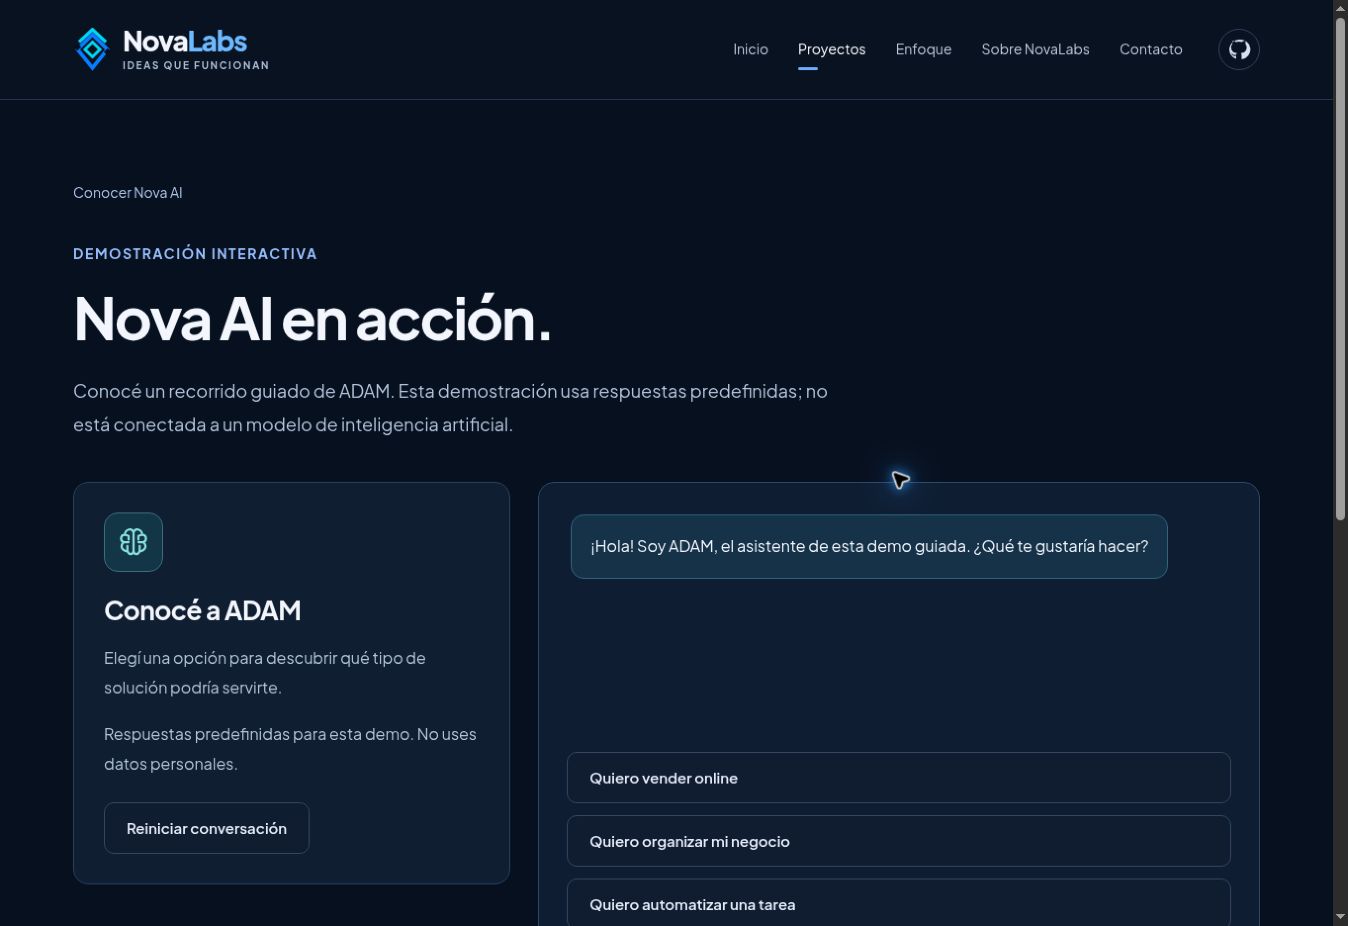 NovaLabs
IDEAS QUE FUNCIONAN
Inicio
Proyectos
Enfoque
Sobre NovaLabs
Contacto
Conocer Nova AI
DEMOSTRACIÓN INTERACTIVA
Nova AI en acción.
Conocé un recorrido guiado de ADAM. Esta demostración usa respuestas predefinidas; no
está conectada a un modelo de inteligencia artificial.
Conocé a ADAM
Elegí una opción para descubrir qué tipo de
solución podría servirte.
Respuestas predefinidas para esta demo. No uses
datos personales.
Reiniciar conversación
¡Hola! Soy ADAM, el asistente de esta demo guiada. ¿Qué te gustaría hacer?
Quiero vender online
Quiero organizar mi negocio
Quiero automatizar una tarea